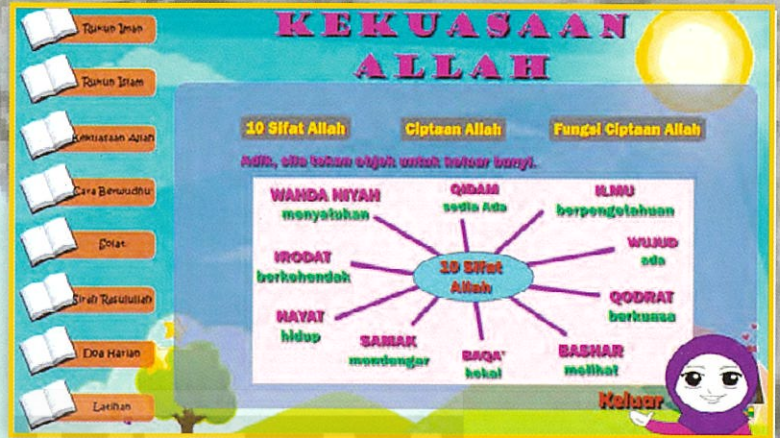 KEKUASAAN
ALLAH
Rukun Iman
Rukun Islam
Kekuasaan Allah
Cara Berwudhu'
Solat
Sirah Rasulullah
Doa Harian
Latihan
10 Sifat Allah
Ciptaan Allah
Fungsi Ciptaan Allah
Adik, sila tekan objek untuk keluar bunyi.
WAHDA NIYAH
menyatukan
QIDAM
sedia Ada
ILMU
berpengetahuan
IRODAT
berkehendak
WUJUD
ada
10 Sifat
Allah
HAYAT
hidup
QODRAT
berkuasa
SAMAK
mendengar
BAQA'
kekal
BASHAR
melihat
Keluar